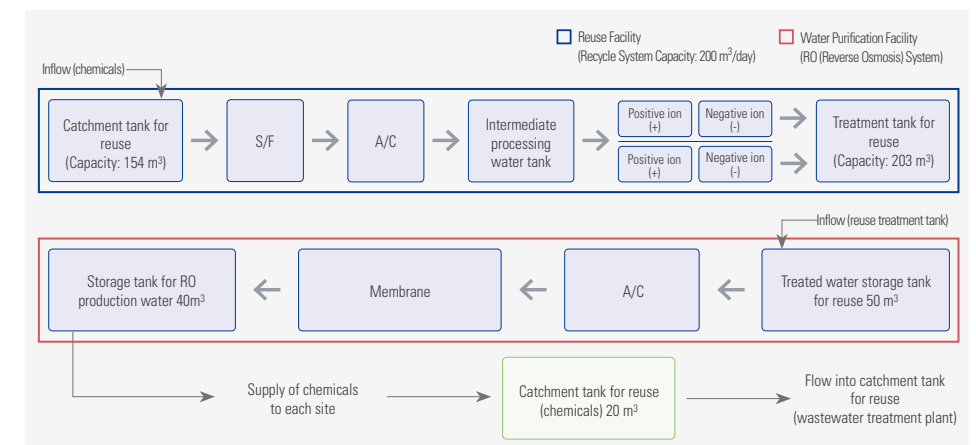 Reuse Facility
(Recycle System Capacity: 200 m³/day)
Water Purification Facility
(RO (Reverse Osmosis) System)
Inflow (chemicals)
Catchment tank for
reuse
(Capacity: 154 m³)
S/F
A/C
Intermediate
processing
water tank
Positive ion
(+)
Negative ion
(-)
Positive ion
(+)
Negative ion
(-)
Treatment tank for
reuse
(Capacity: 203 m³)
Inflow (reuse treatment tank)
Storage tank for RO
production water 40m³
Membrane
A/C
Treated water storage tank
for reuse 50 m³
Supply of chemicals
to each site
Catchment tank for reuse
(chemicals) 20 m³
Flow into catchment tank
for reuse
(wastewater treatment plant)